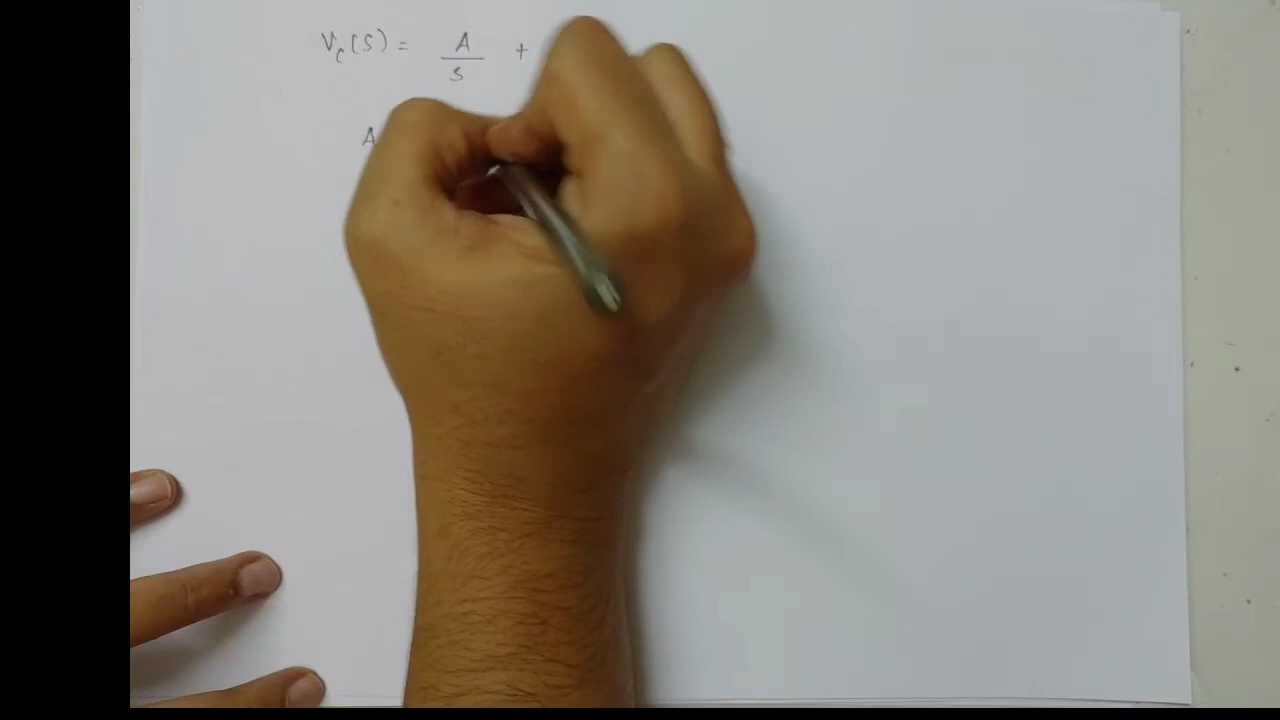 V_c(s) = A/s +
A